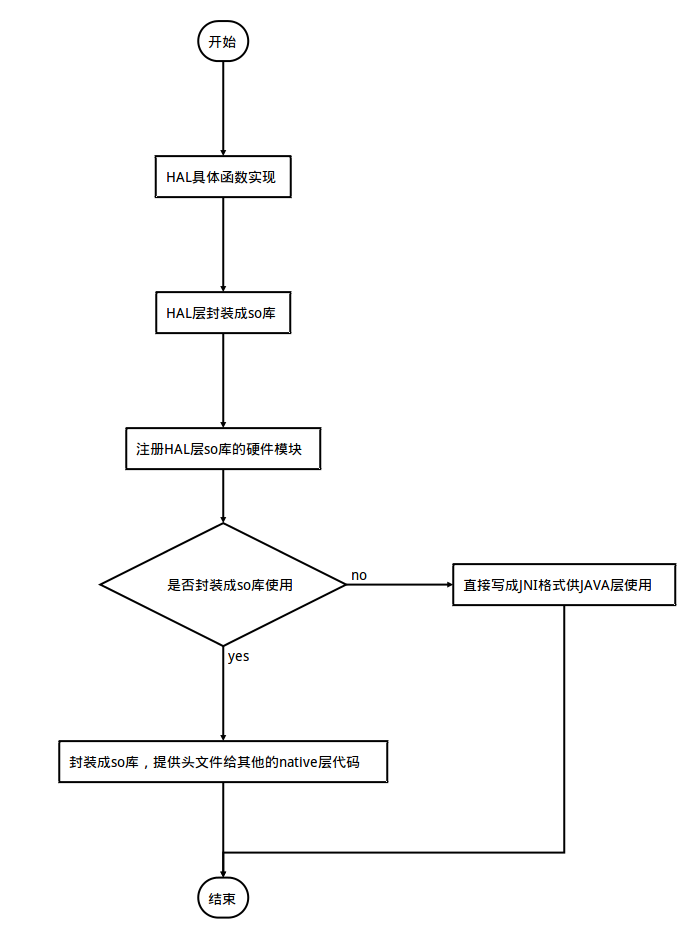 开始
HAL具体函数实现
HAL层封装成so库
注册HAL层so库的硬件模块
是否封装成so库使用
no
直接写成JNI格式供JAVA层使用
yes
封装成so库，提供头文件给其他的native层代码
结束